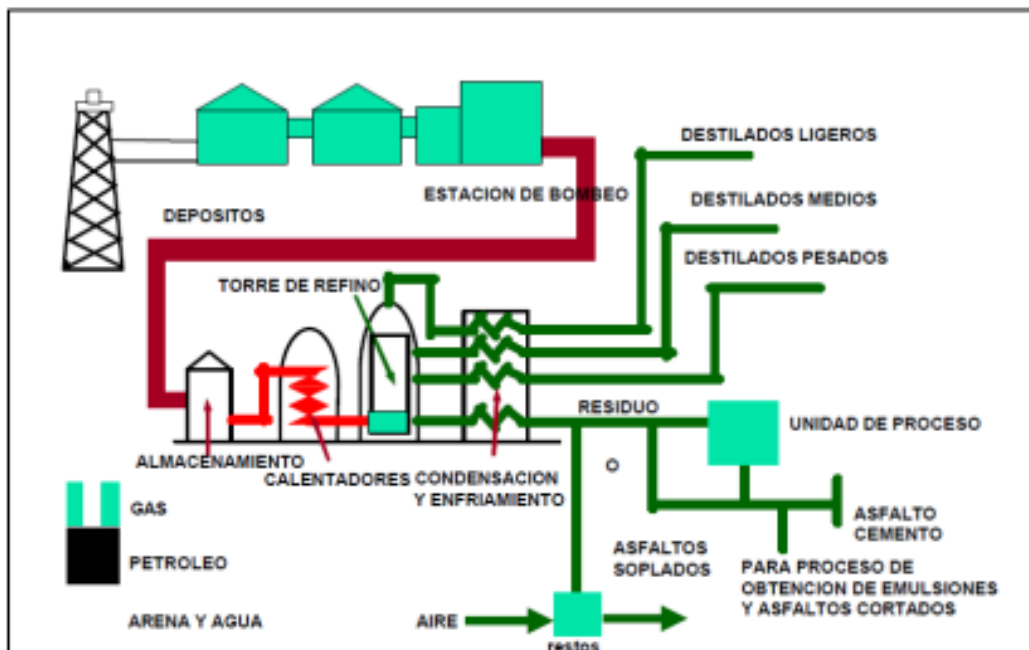 DESTILADOS LIGEROS
ESTACION DE BOMBEO
DESTILADOS MEDIOS
DEPOSITOS
DESTILADOS PESADOS
TORRE DE REFINO
RESIDUO
UNIDAD DE PROCESO
ALMACENAMIENTO
CALENTADORES
CONDENSACION
Y ENFRIAMIENTO
O
GAS
ASFALTO
CEMENTO
PETROLEO
ASFALTOS
SOPLADOS
PARA PROCESO DE
OBTENCION DE EMULSIONES
Y ASFALTOS CORTADOS
ARENA Y AGUA
AIRE
restos